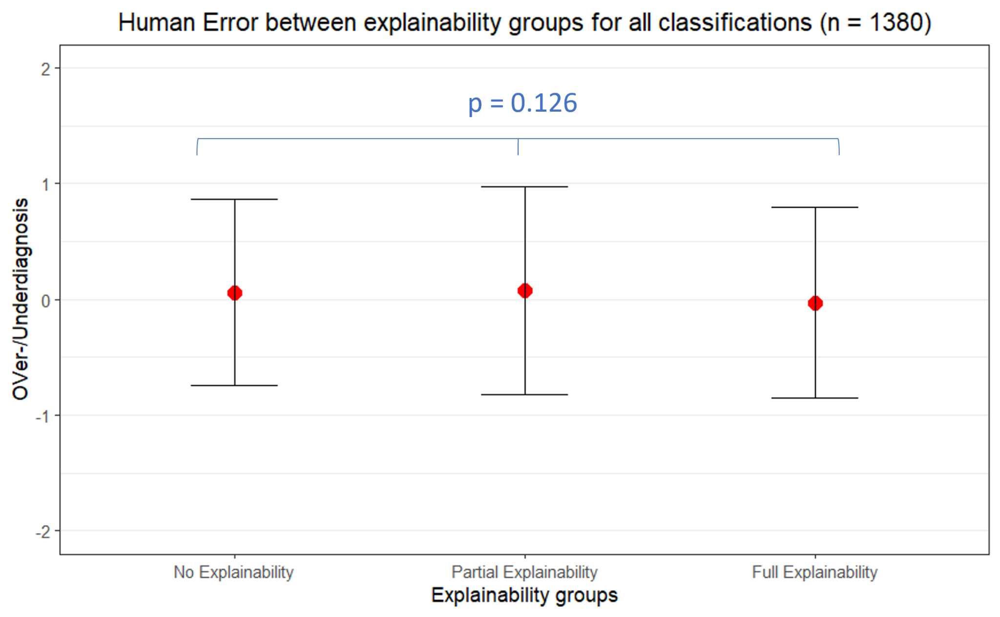 Human Error between explainability groups for all classifications (n = 1380)
OVer-/Underdiagnosis
2
1
0
-1
-2
p = 0.126
No Explainability
Partial Explainability
Full Explainability
Explainability groups